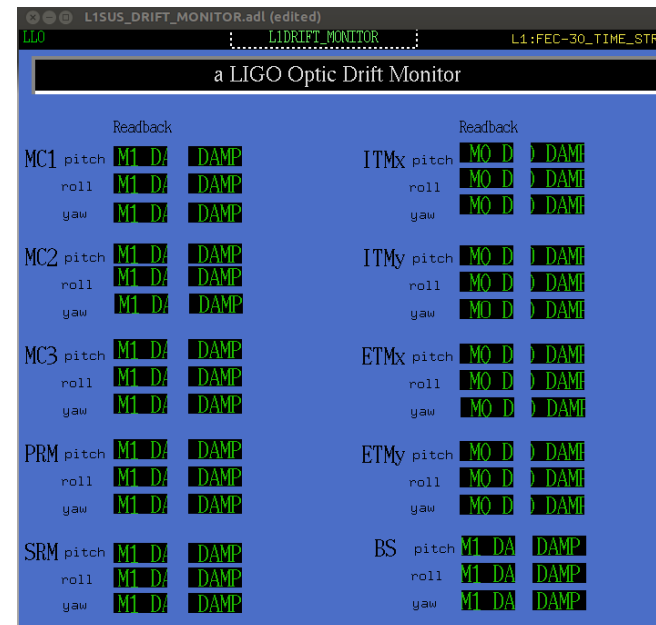 L1SUS_DRIFT_MONITOR.adl (edited)
LLO L1DRIFT_MONITOR L1:FEC-30_TIME_STR
a LIGO Optic Drift Monitor
Readback Readback
MC1 pitch M1 DA DAMP
roll M1 DA DAMP
yaw M1 DA DAMP
MC2 pitch M1 DA DAMP
roll M1 DA DAMP
yaw M1 DA DAMP
MC3 pitch M1 DA DAMP
roll M1 DA DAMP
yaw M1 DA DAMP
PRM pitch M1 DA DAMP
roll M1 DA DAMP
yaw M1 DA DAMP
SRM pitch M1 DA DAMP
roll M1 DA DAMP
yaw M1 DA DAMP
ITMx pitch M0 D DAMP
roll M0 D DAMP
yaw M0 D DAMP
ITMy pitch M0 D DAMP
roll M0 D DAMP
yaw M0 D DAMP
ETMx pitch M0 D DAMP
roll M0 D DAMP
yaw M0 D DAMP
ETMy pitch M0 D DAMP
roll M0 D DAMP
yaw M0 D DAMP
BS pitch M1 DA DAMP
roll M1 DA DAMP
yaw M1 DA DAMP